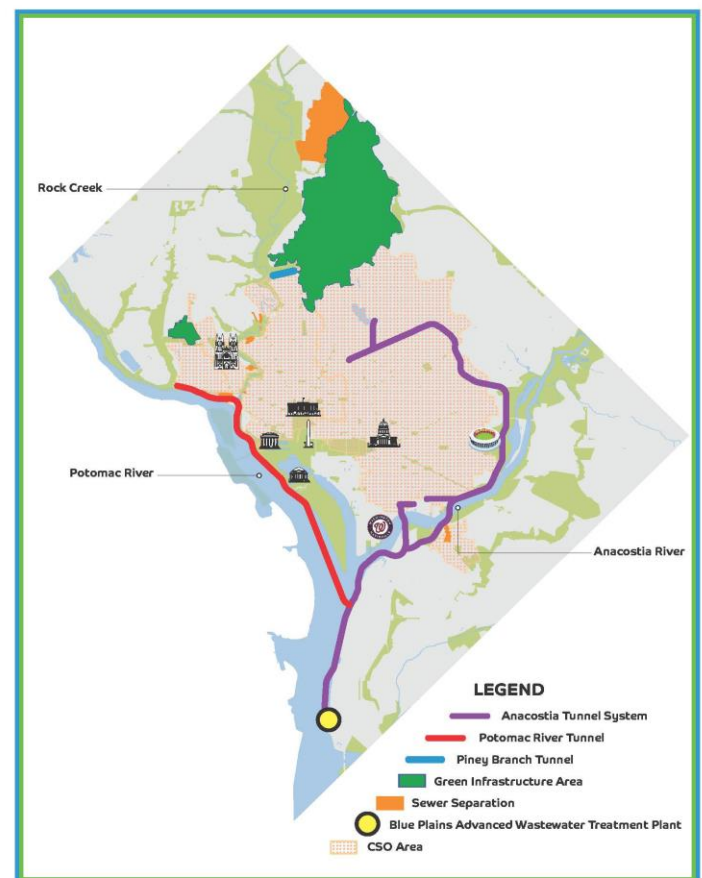 Rock Creek
Potomac River
Anacostia River
LEGEND
Anacostia Tunnel System
Potomac River Tunnel
Piney Branch Tunnel
Green Infrastructure Area
Sewer Separation
Blue Plains Advanced Wastewater Treatment Plant
CSO Area